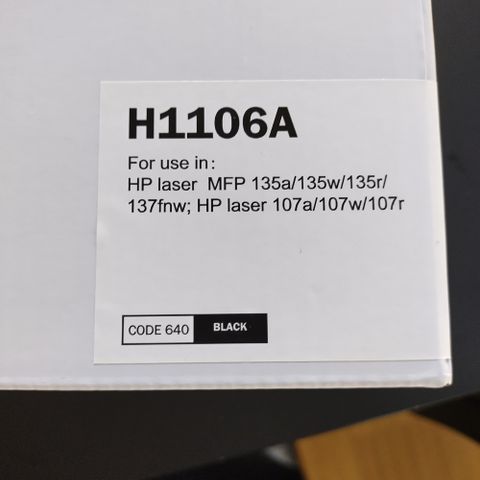 H1106A
For use in:
HP laser MFP 135a/135w/135r/
137fnw; HP laser 107a/107w/107r
CODE 640 BLACK